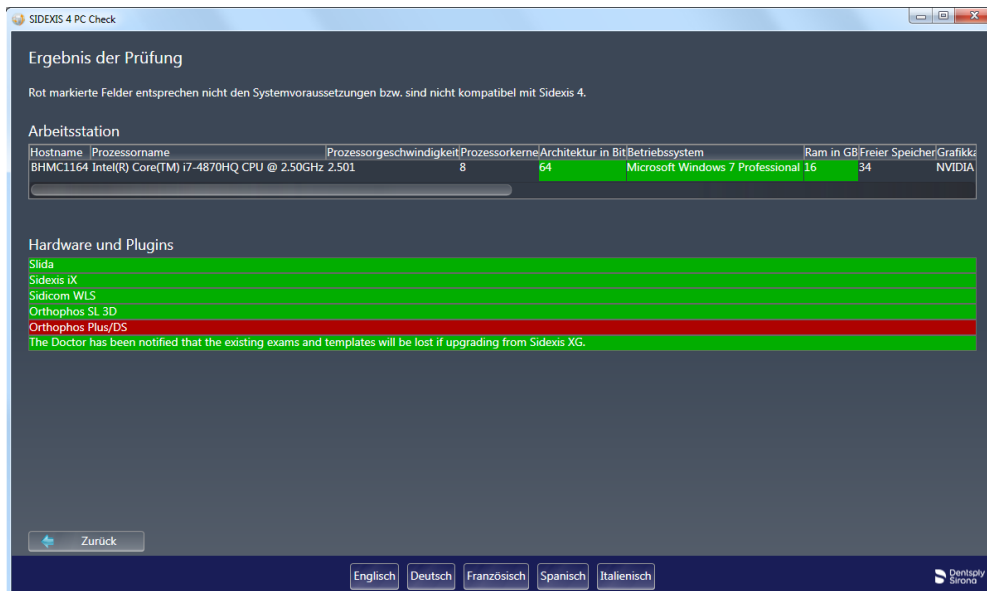 SIDEXIS 4 PC Check
Ergebnis der Prüfung
Rot markierte Felder entsprechen nicht den Systemvoraussetzungen bzw. sind nicht kompatibel mit Sidexis 4.
Arbeitsstation
Hostname Prozessorname Prozessorgeschwindigkeit Prozessorkerne Architektur in Bit Betriebssystem Ram in GB Freier Speicher Grafikka
BHMC1164 Intel(R) Core(TM) i7-4870HQ CPU @ 2.50GHz 2.501 8 64 Microsoft Windows 7 Professional 16 34 NVIDIA
Hardware und Plugins
Slida
Sidexis iX
Sidicom WLS
Orthophos SL 3D
Orthophos Plus/DS
The Doctor has been notified that the existing exams and templates will be lost if upgrading from Sidexis XG.
Zurück
Englisch Deutsch Französisch Spanisch Italienisch
Dentsply
Sirona